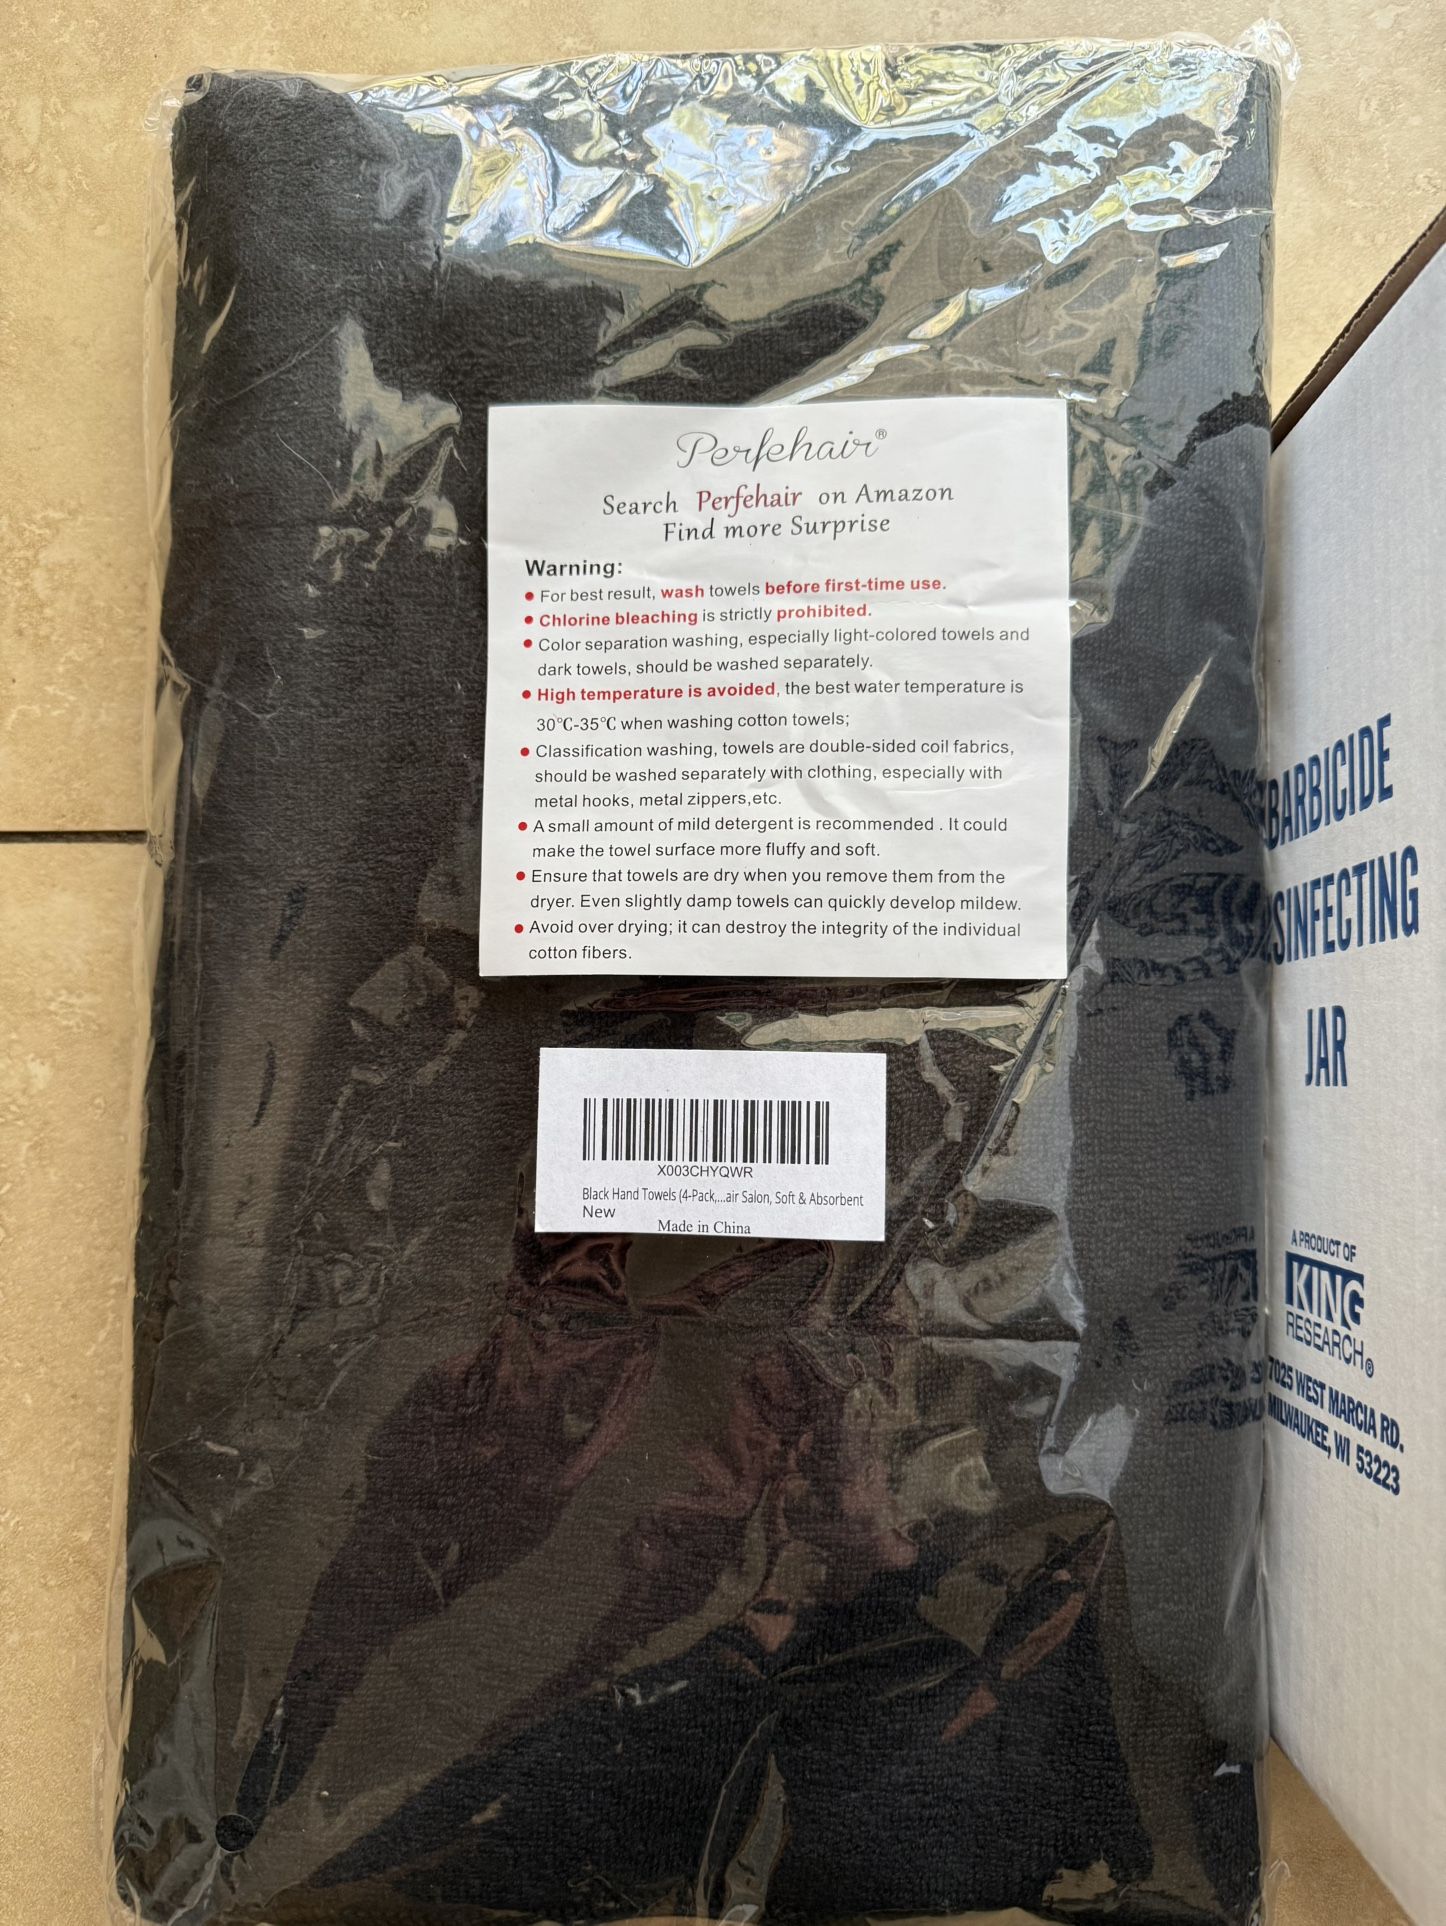 Perfehair®
Search Perfehair on Amazon
Find more Surprise
Warning:
● For best result, wash towels before first-time use.
● Chlorine bleaching is strictly prohibited.
● Color separation washing, especially light-colored towels and
dark towels, should be washed separately.
● High temperature is avoided, the best water temperature is
30℃-35℃ when washing cotton towels;
● Classification washing, towels are double-sided coil fabrics,
should be washed separately with clothing, especially with
metal hooks, metal zippers,etc.
● A small amount of mild detergent is recommended . It could
make the towel surface more fluffy and soft.
● Ensure that towels are dry when you remove them from the
dryer. Even slightly damp towels can quickly develop mildew.
● Avoid over drying; it can destroy the integrity of the individual
cotton fibers.
X003CHYQWR
Black Hand Towels (4-Pack,...air Salon, Soft & Absorbent
New
Made in China
BARBICIDE
SINFECTING
JAR
A PRODUCT OF
KING
RESEARCH®
7025 WEST MARCIA RD.
MILWAUKEE, WI 53223